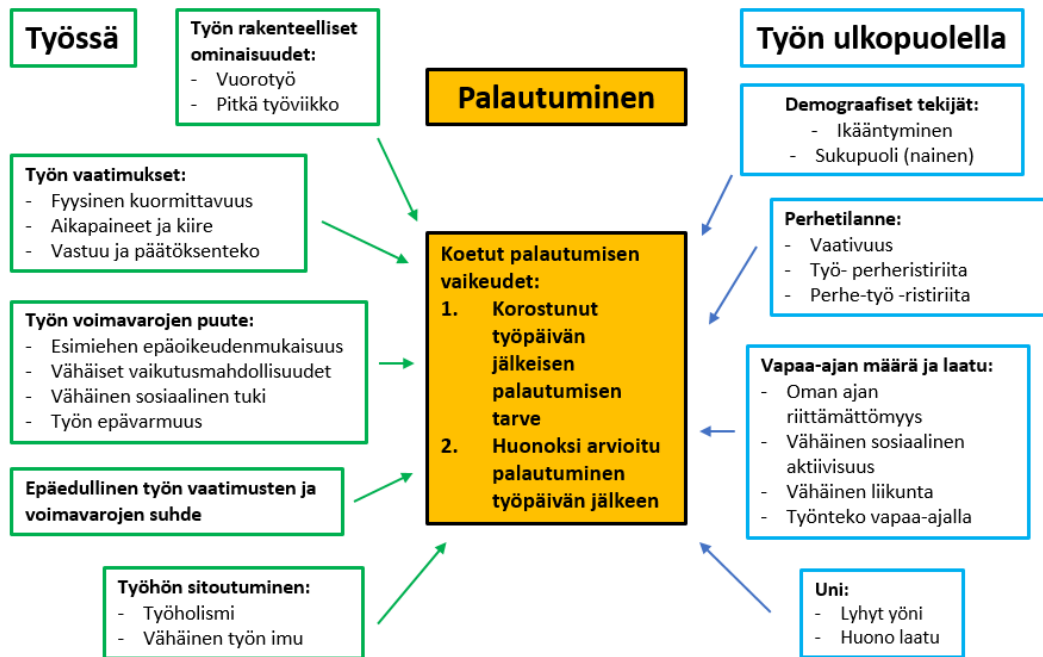 Työssä
Työn rakenteelliset
ominaisuudet:
- Vuorotyö
- Pitkä työviikko
Työn vaatimukset:
- Fyysinen kuormittavuus
- Aikapaineet ja kiire
- Vastuu ja päätöksenteko
Työn voimavarojen puute:
- Esimiehen epäoikeudenmukaisuus
- Vähäiset vaikutusmahdollisuudet
- Vähäinen sosiaalinen tuki
- Työn epävarmuus
Epäedullinen työn vaatimusten ja
voimavarojen suhde
Työhön sitoutuminen:
- Työholismi
- Vähäinen työn imu
Palautuminen
Koetut palautumisen
vaikeudet:
1. Korostunut
työpäivän
jälkeisen
palautumisen
tarve
2. Huonoksi arvioitu
palautuminen
työpäivän jälkeen
Työn ulkopuolella
Demograafiset tekijät:
- Ikääntyminen
- Sukupuoli (nainen)
Perhetilanne:
- Vaativuus
- Työ- perheristiriita
- Perhe-työ -ristiriita
Vapaa-ajan määrä ja laatu:
- Oman ajan
riittämättömyys
- Vähäinen sosiaalinen
aktiivisuus
- Vähäinen liikunta
- Työnteko vapaa-ajalla
Uni:
- Lyhyt yöni
- Huono laatu